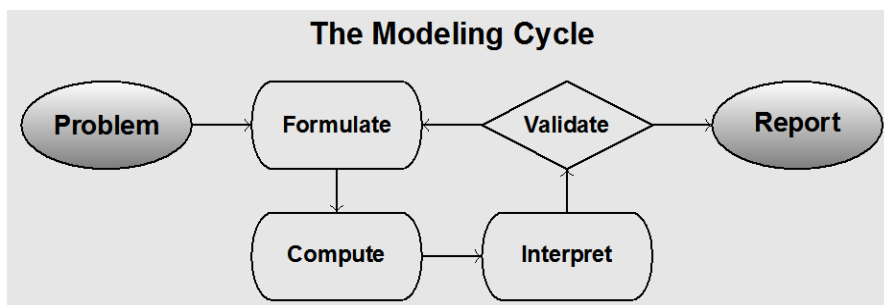 The Modeling Cycle
Problem
Formulate
Validate
Report
Compute
Interpret